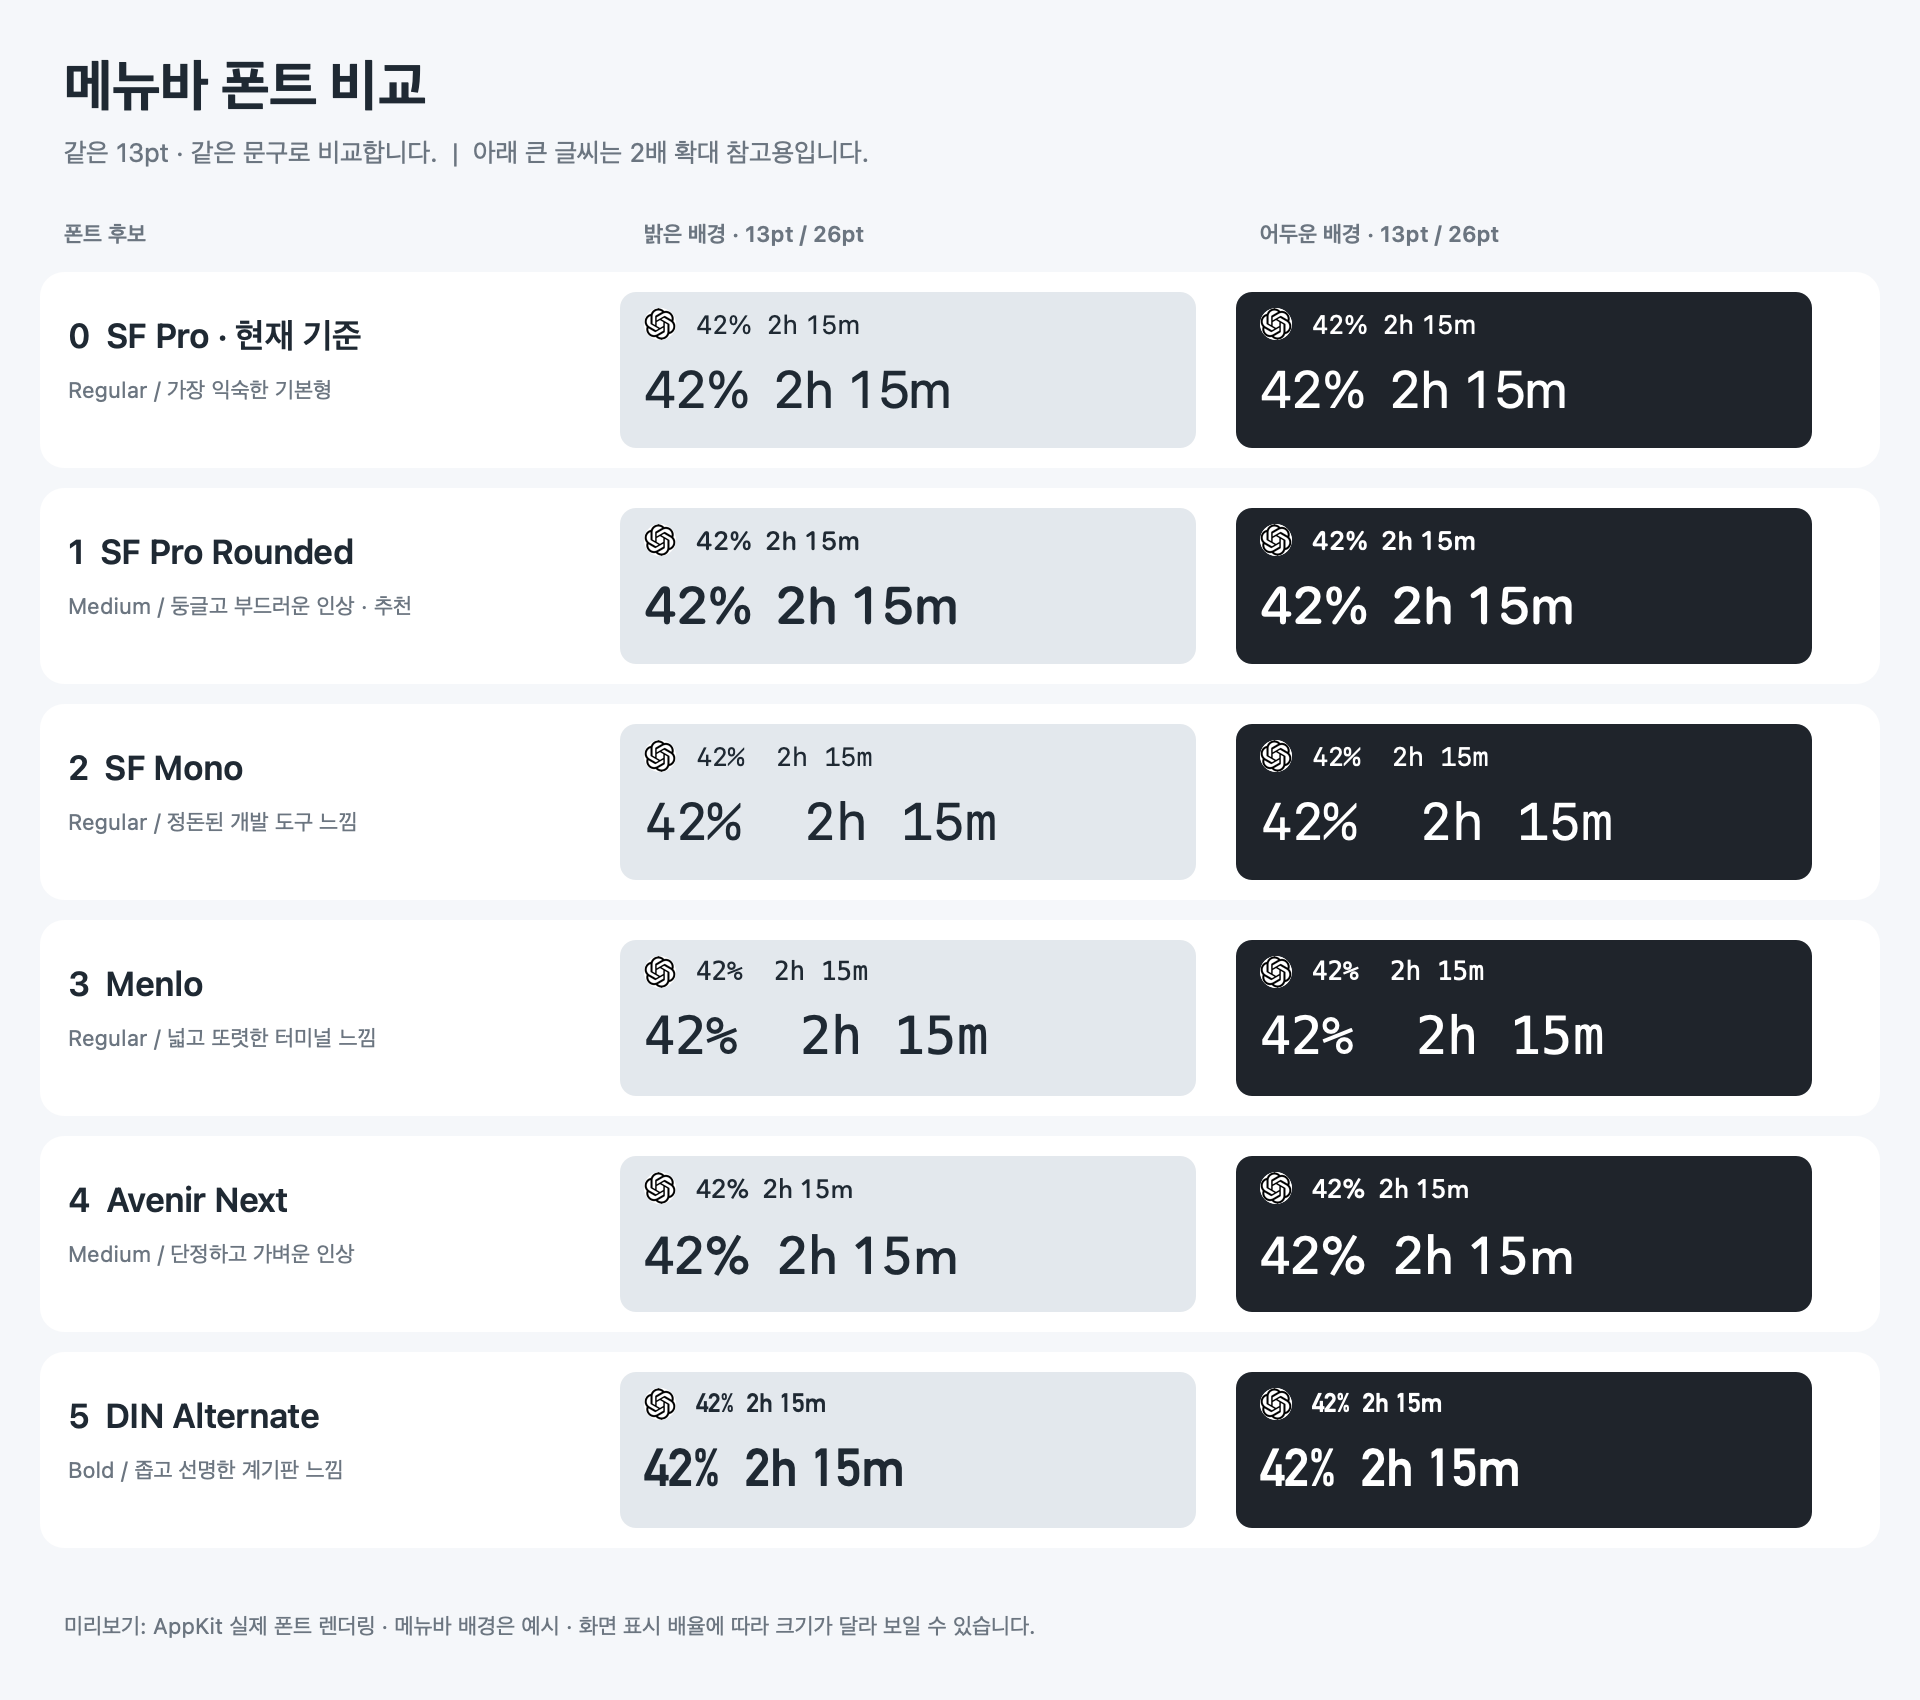 메뉴바 폰트 비교
같은 13pt · 같은 문구로 비교합니다. | 아래 큰 글씨는 2배 확대 참고용입니다.
폰트 후보
밝은 배경 · 13pt / 26pt
어두운 배경 · 13pt / 26pt
0 SF Pro · 현재 기준
Regular / 가장 익숙한 기본형
42% 2h 15m
42% 2h 15m
42% 2h 15m
42% 2h 15m
1 SF Pro Rounded
Medium / 둥글고 부드러운 인상 · 추천
42% 2h 15m
42% 2h 15m
42% 2h 15m
42% 2h 15m
2 SF Mono
Regular / 정돈된 개발 도구 느낌
42% 2h 15m
42% 2h 15m
42% 2h 15m
42% 2h 15m
3 Menlo
Regular / 넓고 또렷한 터미널 느낌
42% 2h 15m
42% 2h 15m
42% 2h 15m
42% 2h 15m
4 Avenir Next
Medium / 단정하고 가벼운 인상
42% 2h 15m
42% 2h 15m
42% 2h 15m
42% 2h 15m
5 DIN Alternate
Bold / 좁고 선명한 계기판 느낌
42% 2h 15m
42% 2h 15m
42% 2h 15m
42% 2h 15m
미리보기: AppKit 실제 폰트 렌더링 · 메뉴바 배경은 예시 · 화면 표시 배율에 따라 크기가 달라 보일 수 있습니다.